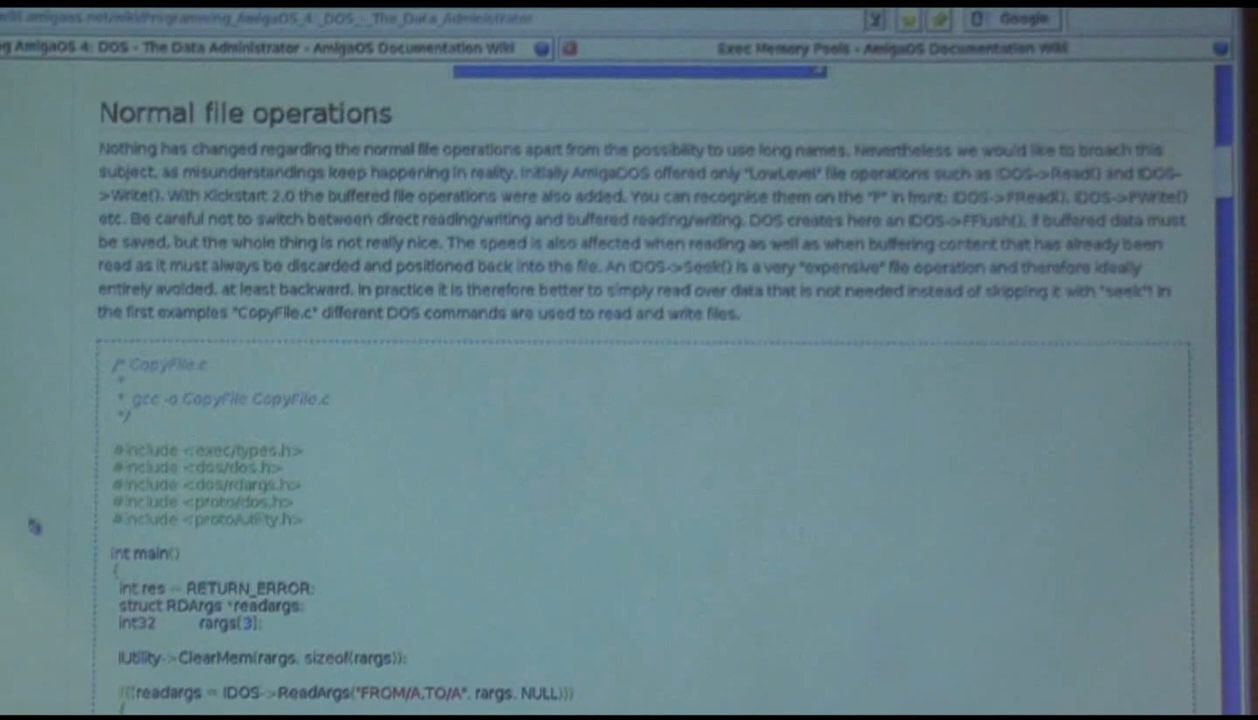 wiki.amigaos.net/wiki/Programming_AmigaOS_4:_DOS_-_The_Data_Administrator
Google
g AmigaOS 4: DOS - The Data Administrator - AmigaOS Documentation Wiki
Exec Memory Pools - AmigaOS Documentation Wiki
Normal file operations
Nothing has changed regarding the normal file operations apart from the possibility to use long names. Nevertheless we would like to broach this
subject, as misunderstandings keep happening in reality. Initially AmigaDOS offered only "LowLevel" file operations such as IDOS->Read() and IDOS-
>Write(). With Kickstart 2.0 the buffered file operations were also added. You can recognise them on the "F" in front: IDOS->FRead(), IDOS->FWrite()
etc. Be careful not to switch between direct reading/writing and buffered reading/writing. DOS creates here an IDOS->FFlush(), if buffered data must
be saved, but the whole thing is not really nice. The speed is also affected when reading as well as when buffering content that has already been
read as it must always be discarded and positioned back into the file. An IDOS->Seek() is a very "expensive" file operation and therefore ideally
entirely avoided, at least backward. In practice it is therefore better to simply read over data that is not needed instead of skipping it with "seek"! In
the first examples "CopyFile.c" different DOS commands are used to read and write files.
/* CopyFile.c
*
* gcc -o CopyFile CopyFile.c
*/
#include <exec/types.h>
#include <dos/dos.h>
#include <dos/rdargs.h>
#include <proto/dos.h>
#include <proto/utility.h>
int main()
{
int res = RETURN_ERROR;
struct RDArgs *readargs;
int32 rargs[3];
IUtility->ClearMem(rargs, sizeof(rargs));
if((readargs = IDOS->ReadArgs("FROM/A,TO/A", rargs, NULL)))
{